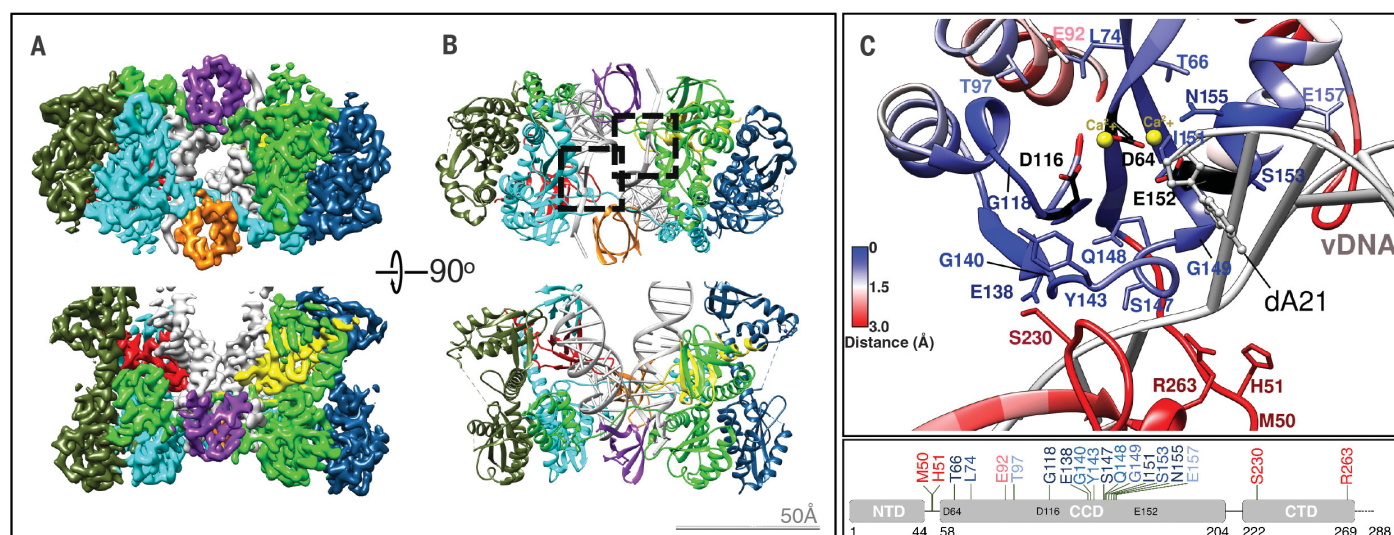 A
B
C
90º
50Å
E92 L74
T66
T97
N155
E157
Ca²⁺
Ca²⁺
I151
D116
D64
S153
E152
G118
vDNA
Q148
G140
G149
E138
Y143
S147
dA21
0
1.5
3.0
Distance (Å)
S230
R263
H51
M50
M50 H51 T66 L74 E92 T97 G118 E138 G140 Y143 S147 Q148 G149 I151 S153 N155 E157 S230 R263
NTD D64 D116 CCD E152 CTD
1 44 58 204 222 269 288